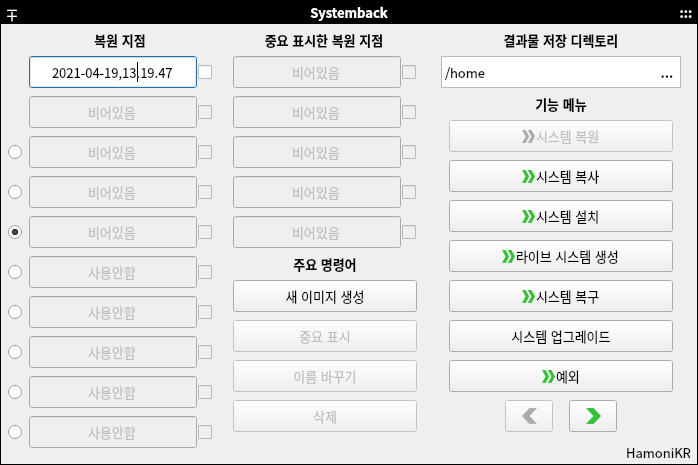 Systemback
복원 지점
2021-04-19,13.19.47
비어있음
비어있음
비어있음
비어있음
사용안함
사용안함
사용안함
사용안함
사용안함
중요 표시한 복원 지점
비어있음
비어있음
비어있음
비어있음
비어있음
주요 명령어
새 이미지 생성
중요 표시
이름 바꾸기
삭제
결과물 저장 디렉토리
/home ...
기능 메뉴
시스템 복원
시스템 복사
시스템 설치
라이브 시스템 생성
시스템 복구
시스템 업그레이드
예외
HamoniKR